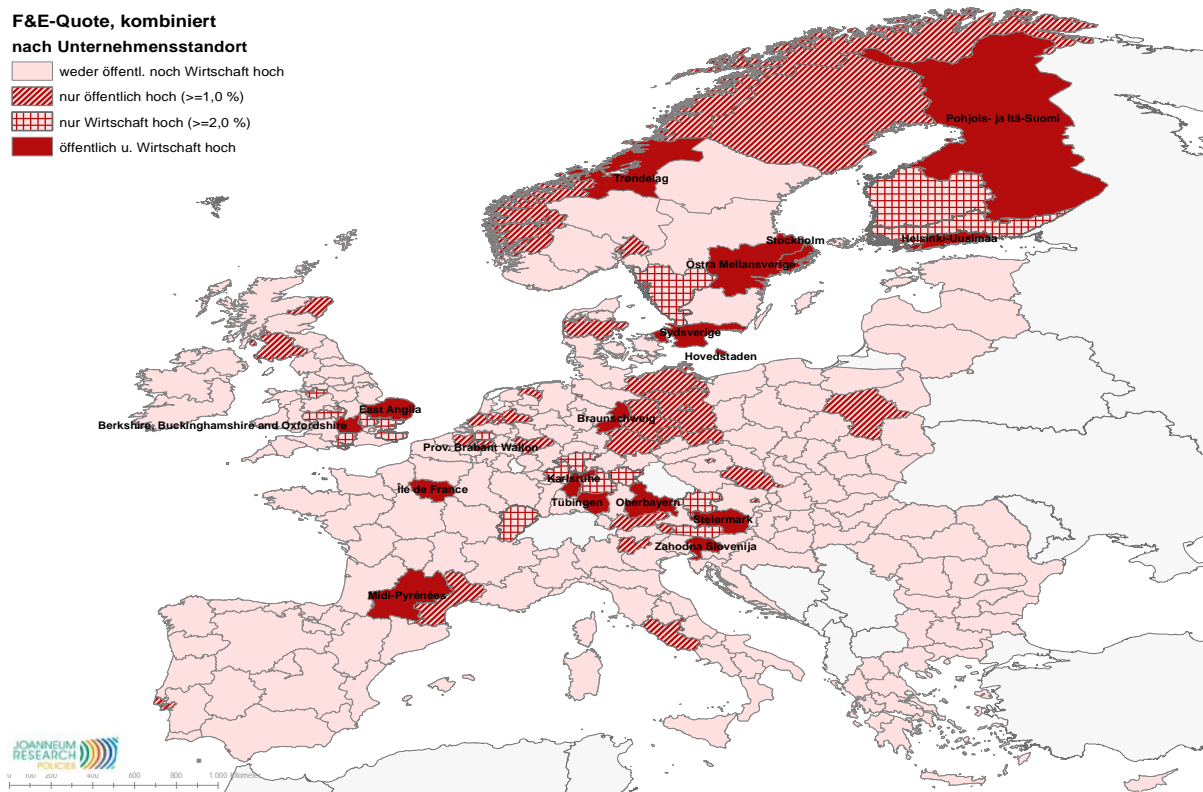 F&E-Quote, kombiniert
nach Unternehmensstandort
weder öffentl. noch Wirtschaft hoch
nur öffentlich hoch (>=1,0 %)
nur Wirtschaft hoch (>=2,0 %)
öffentlich u. Wirtschaft hoch
Pohjois- ja Itä-Suomi
Trøndelag
Helsinki-Uusimaa
Stockholm
Östra Mellansverige
Sydsverige
Hovedstaden
East Anglia
Berkshire, Buckinghamshire and Oxfordshire
Braunschweig
Prov. Brabant Wallon
Karlsruhe
Île de France
Tübingen
Oberbayern
Steiermark
Zahodna Slovenija
Midi-Pyrénées
JOANNEUM
RESEARCH
POLICIES
0 100 200 400 600 800 1.000 Kilometer